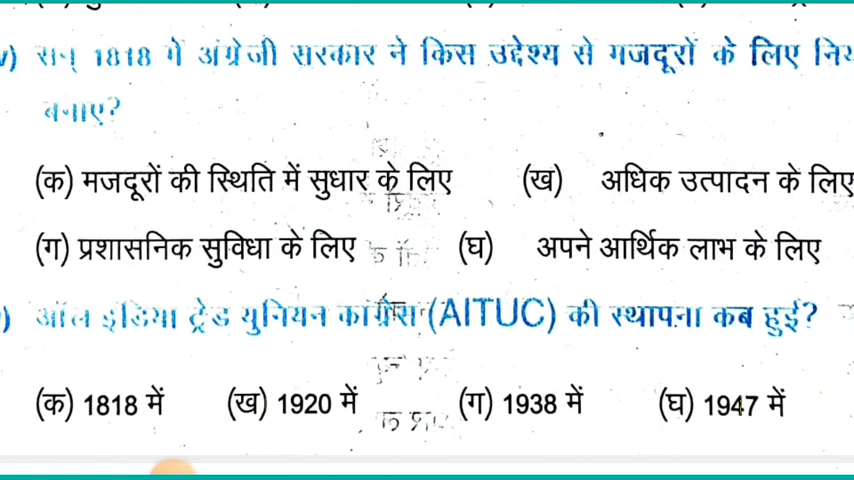 सन् 1818 में अंग्रेजी सरकार ने किस उद्देश्य से मजदूरों के लिए
बनाए?
(क) मजदूरों की स्थिति में सुधार के लिए (ख) अधिक उत्पादन के लिए
(ग) प्रशासनिक सुविधा के लिए (घ) अपने आर्थिक लाभ के लिए
ऑल इंडिया ट्रेड युनियन कांग्रेस (AITUC) की स्थापना कब हुई?
(क) 1818 में (ख) 1920 में (ग) 1938 में (घ) 1947 में